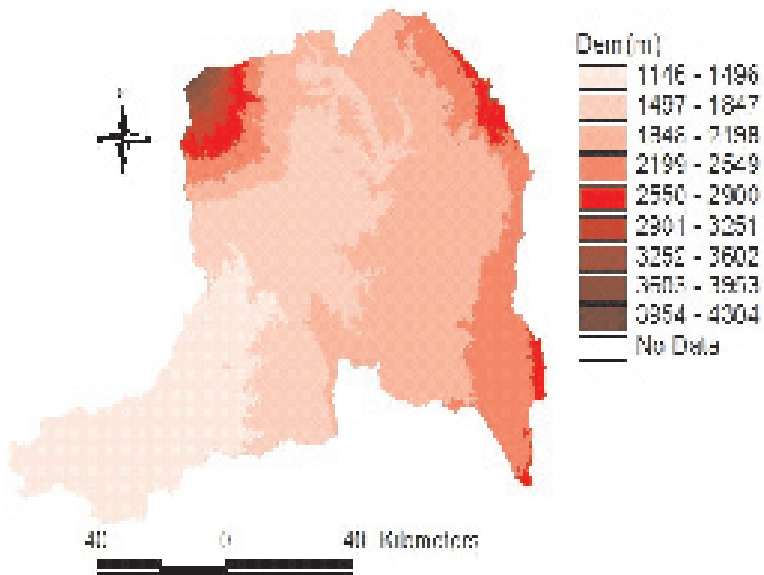 Dem(m)
1146 - 1496
1497 - 1847
1848 - 2198
2199 - 2549
2550 - 2900
2901 - 3251
3252 - 3602
3603 - 3953
3954 - 4304
No Data
40 0 40 Kilometers